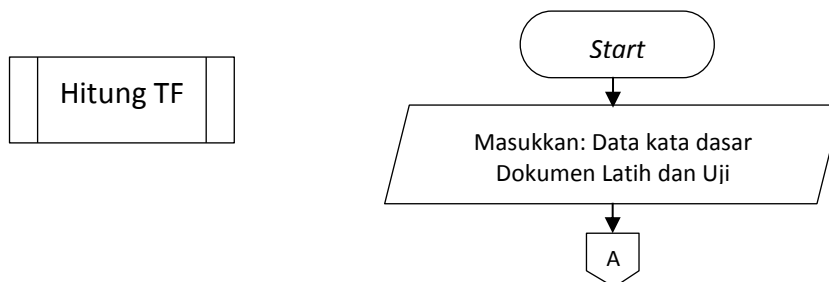 Hitung TF
Start
Masukkan: Data kata dasar
Dokumen Latih dan Uji
A